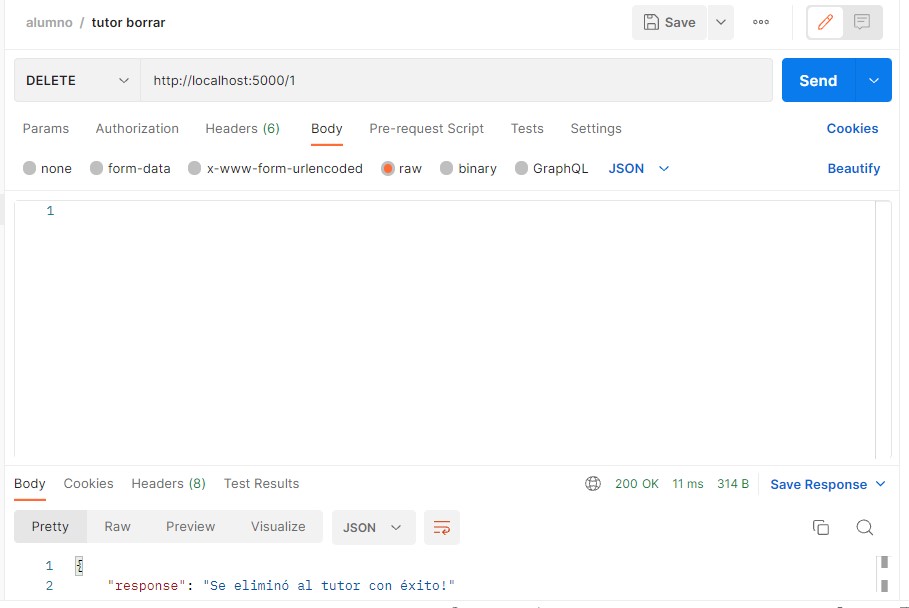 alumno / tutor borrar
Save
DELETE
http://localhost:5000/1
Send
Params Authorization Headers (6) Body Pre-request Script Tests Settings Cookies
none form-data x-www-form-urlencoded raw binary GraphQL JSON Beautify
1
Body Cookies Headers (8) Test Results 200 OK 11 ms 314 B Save Response
Pretty Raw Preview Visualize JSON
1 {
2 "response": "Se eliminó al tutor con éxito!"